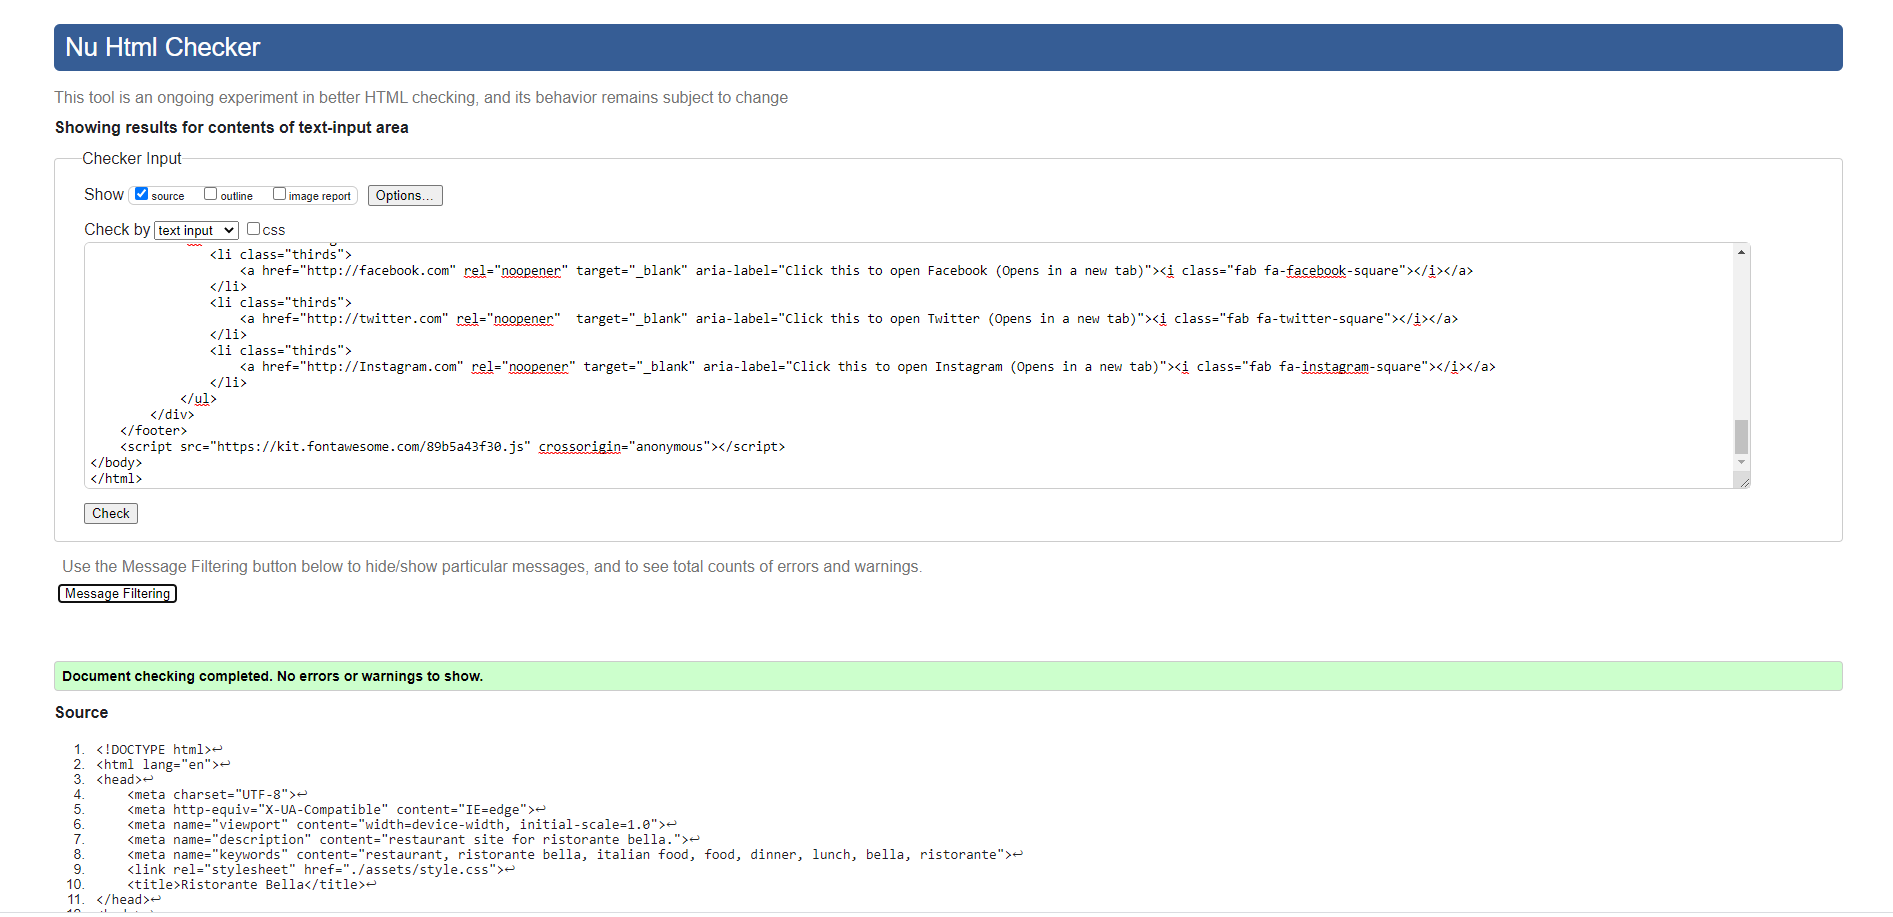 Nu Html Checker
This tool is an ongoing experiment in better HTML checking, and its behavior remains subject to change
Showing results for contents of text-input area
Checker Input
Show source outline image report Options...
Check by text input css
<li class="thirds">
<a href="http://facebook.com" rel="noopener" target="_blank" aria-label="Click this to open Facebook (Opens in a new tab)"><i class="fab fa-facebook-square"></i></a>
</li>
<li class="thirds">
<a href="http://twitter.com" rel="noopener"  target="_blank" aria-label="Click this to open Twitter (Opens in a new tab)"><i class="fab fa-twitter-square"></i></a>
</li>
<li class="thirds">
<a href="http://Instagram.com" rel="noopener" target="_blank" aria-label="Click this to open Instagram (Opens in a new tab)"><i class="fab fa-instagram-square"></i></a>
</li>
</ul>
</div>
</footer>
<script src="https://kit.fontawesome.com/89b5a43f30.js" crossorigin="anonymous"></script>
</body>
</html>
Check
Use the Message Filtering button below to hide/show particular messages, and to see total counts of errors and warnings.
Message Filtering
Document checking completed. No errors or warnings to show.
Source
1. <!DOCTYPE html>↩
2. <html lang="en">↩
3. <head>↩
4. <meta charset="UTF-8">↩
5. <meta http-equiv="X-UA-Compatible" content="IE=edge">↩
6. <meta name="viewport" content="width=device-width, initial-scale=1.0">↩
7. <meta name="description" content="restaurant site for ristorante bella.">↩
8. <meta name="keywords" content="restaurant, ristorante bella, italian food, food, dinner, lunch, bella, ristorante">↩
9. <link rel="stylesheet" href="./assets/style.css">↩
10. <title>Ristorante Bella</title>↩
11. </head>↩